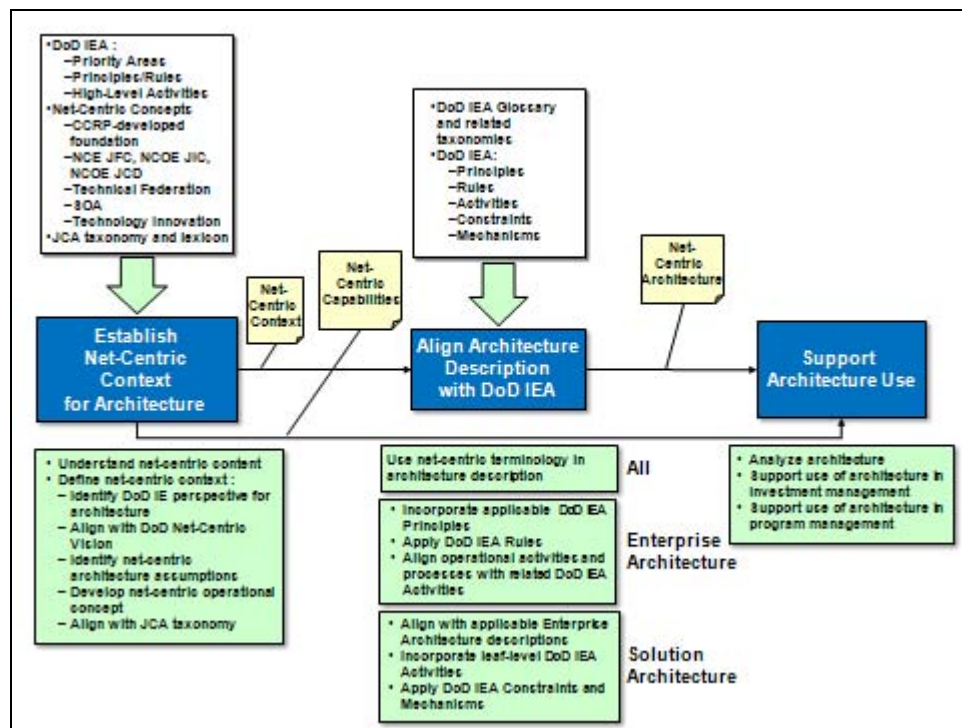 •DoD IEA :
–Priority Areas
–Principles/Rules
–High-Level Activities
•Net-Centric Concepts
–CCRP-developed
foundation
–NCE JFC, NCOE JIC,
NCOE JCD
–Technical Federation
–SOA
–Technology Innovation
•JCA taxonomy and lexicon
•DoD IEA Glossary
and related
taxonomies
•DoD IEA:
–Principles
–Rules
–Activities
–Constraints
–Mechanisms
Net-
Centric
Context
Net-
Centric
Capabilities
Net-
Centric
Architecture
Establish
Net-Centric
Context
for Architecture
Align Architecture
Description
with DoD IEA
Support
Architecture Use
• Understand net-centric content
• Define net-centric context :
– Identify DoD IE perspective for
architecture
– Align with DoD Net-Centric
Vision
– Identify net-centric
architecture assumptions
– Develop net-centric operational
concept
– Align with JCA taxonomy
Use net-centric terminology in
architecture description
All
• Incorporate applicable DoD IEA
Principles
• Apply DoD IEA Rules
• Align operational activities and
processes with related DoD IEA
Activities
Enterprise
Architecture
• Align with applicable Enterprise
Architecture descriptions
• Incorporate leaf-level DoD IEA
Activities
• Apply DoD IEA Constraints and
Mechanisms
Solution
Architecture
• Analyze architecture
• Support use of architecture in
investment management
• Support use of architecture in
program management